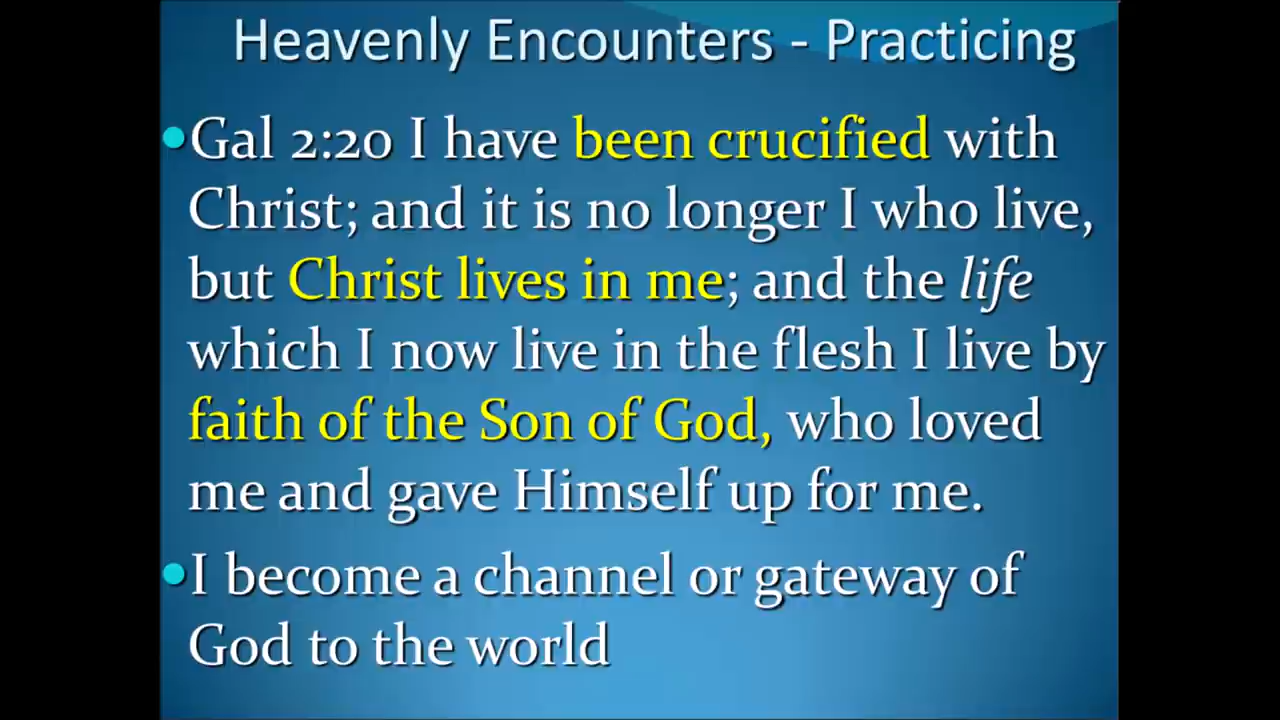 Heavenly Encounters - Practicing
•Gal 2:20 I have been crucified with
Christ; and it is no longer I who live,
but Christ lives in me; and the life
which I now live in the flesh I live by
faith of the Son of God, who loved
me and gave Himself up for me.
•I become a channel or gateway of
God to the world